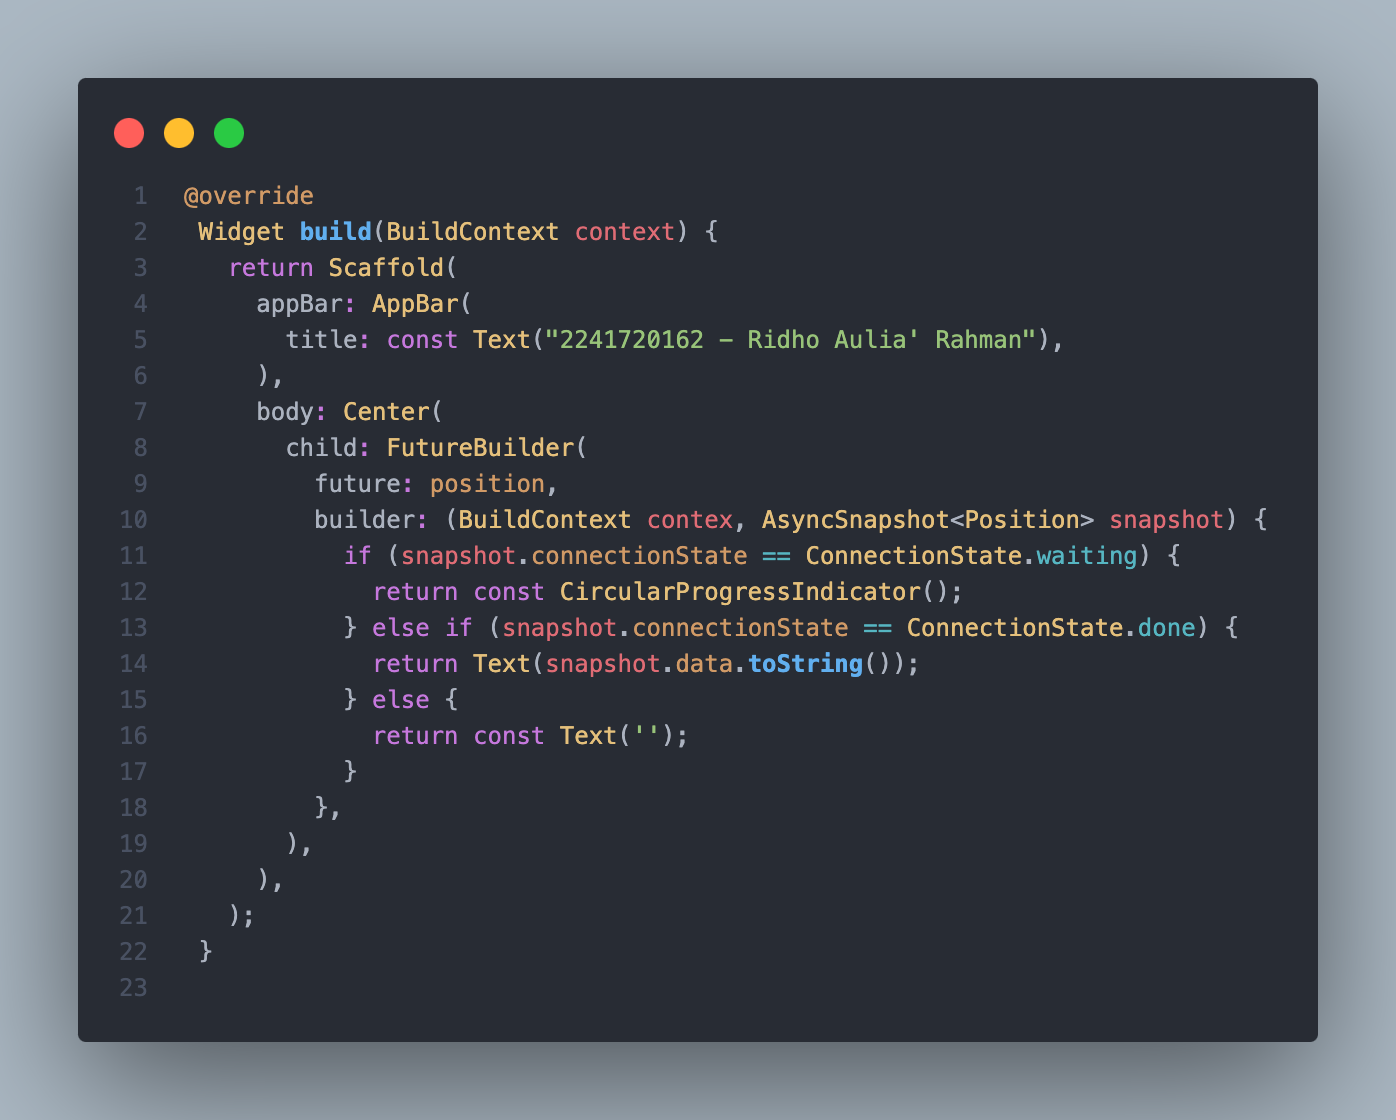 1 @override
2 Widget build(BuildContext context) {
3 return Scaffold(
4 appBar: AppBar(
5 title: const Text("2241720162 - Ridho Aulia' Rahman"),
6 ),
7 body: Center(
8 child: FutureBuilder(
9 future: position,
10 builder: (BuildContext contex, AsyncSnapshot<Position> snapshot) {
11 if (snapshot.connectionState == ConnectionState.waiting) {
12 return const CircularProgressIndicator();
13 } else if (snapshot.connectionState == ConnectionState.done) {
14 return Text(snapshot.data.toString());
15 } else {
16 return const Text('');
17 }
18 },
19 ),
20 ),
21 );
22 }
23